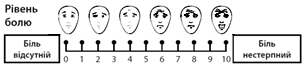 Рівень
болю
Біль
відсутній
0 1 2 3 4 5 6 7 8 9 10
Біль
нестерпний